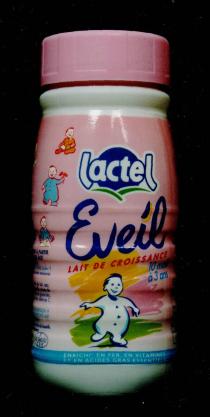 lactel
Eveil
LAIT DE CROISSANCE
10 mois
à 3 ans
ENRICHI EN FER, EN VITAMINES
ET EN ACIDES GRAS ESSENTIELS